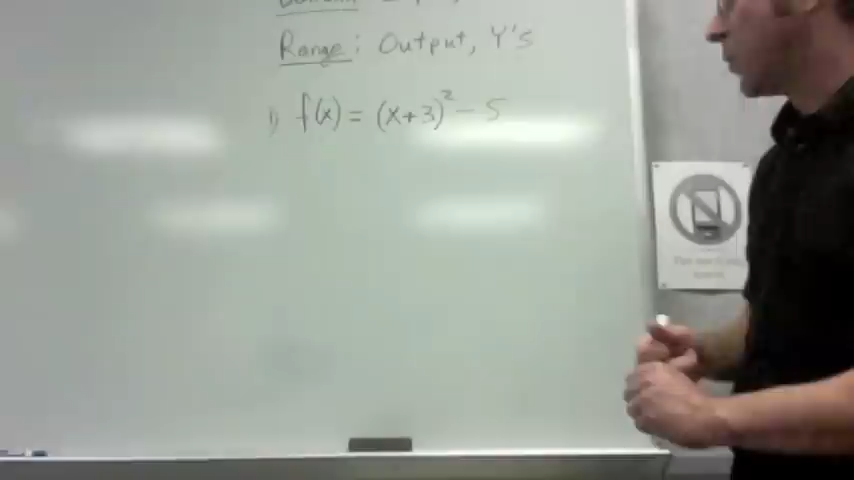 Range: Output, Y's
1) f(x) = (x+3)² - 5